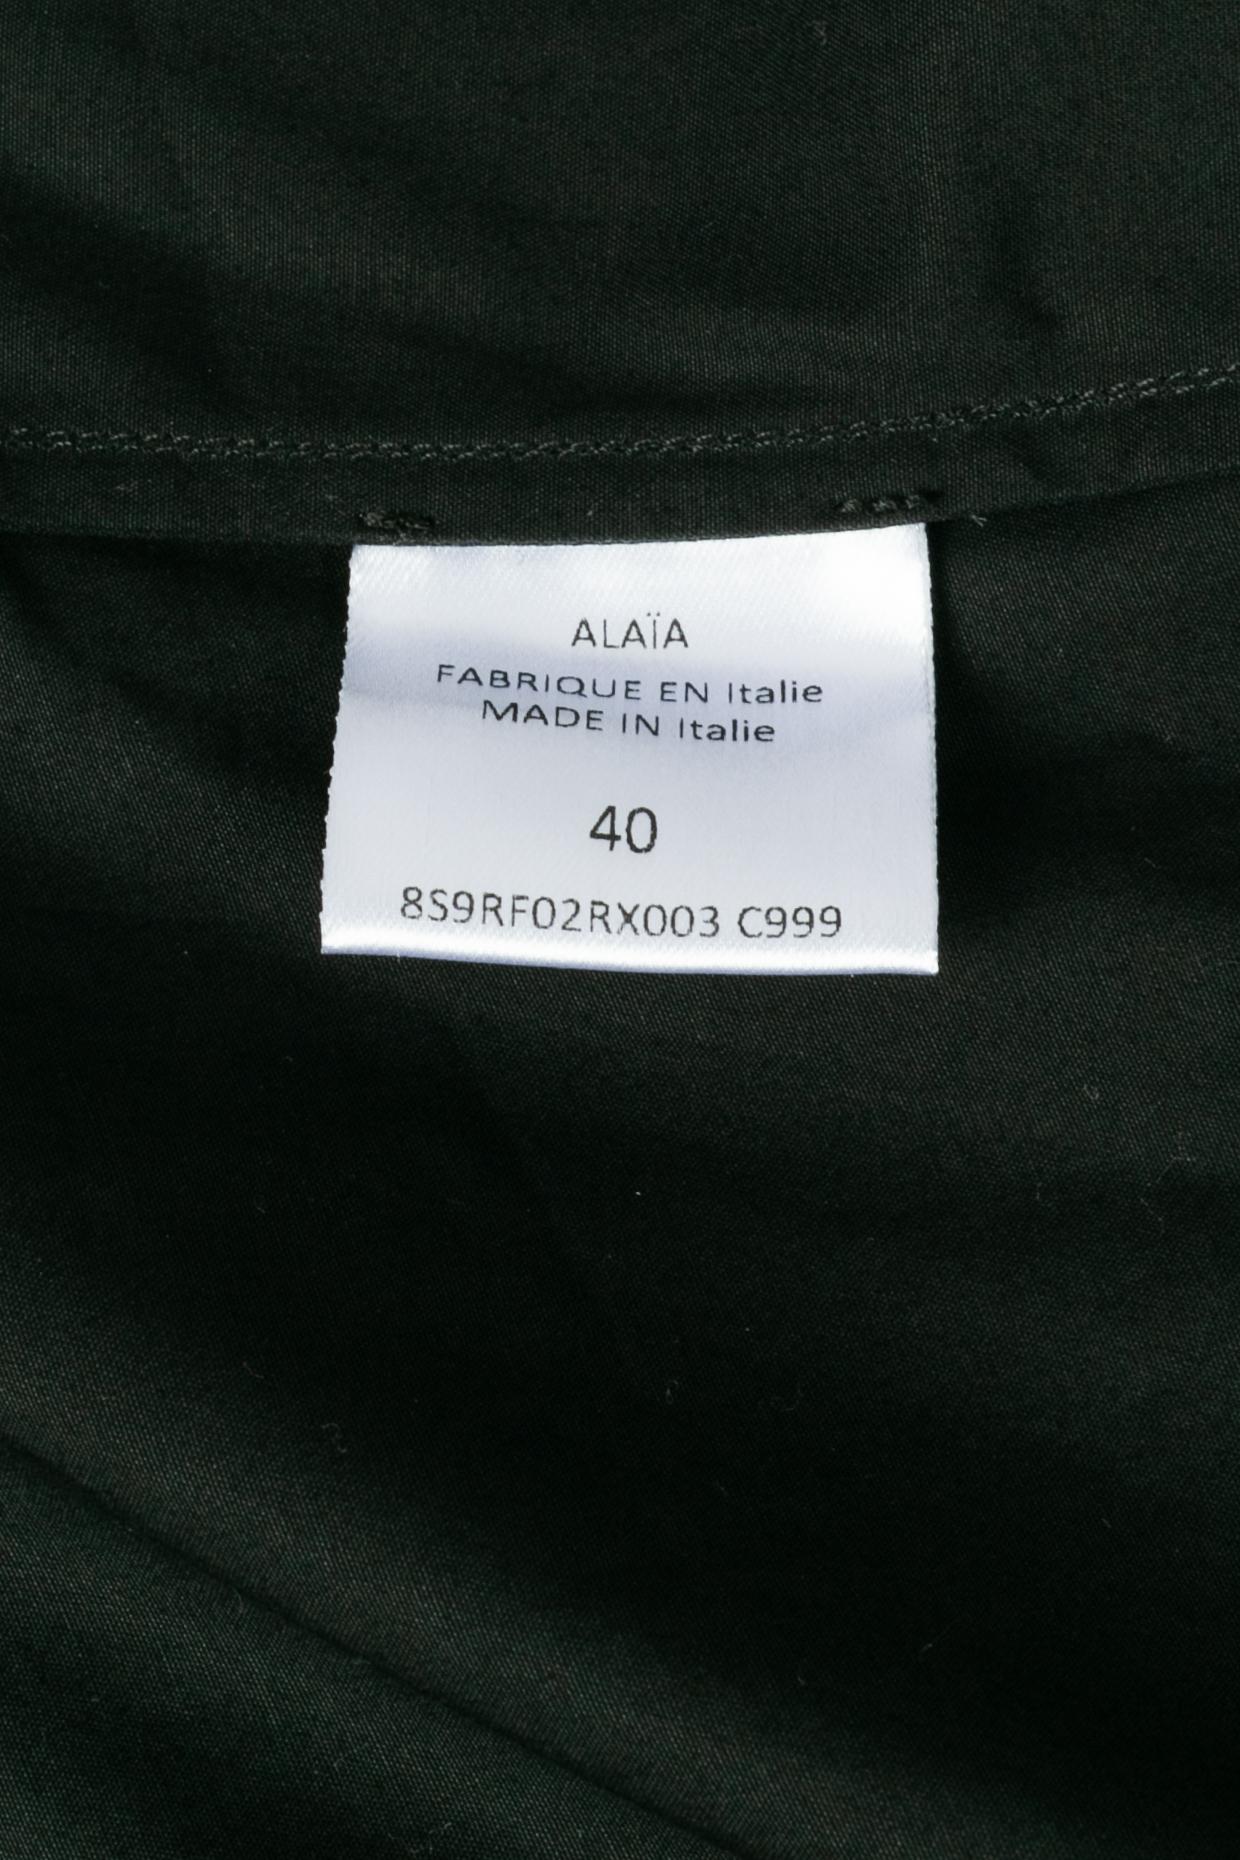 ALAÏA
FABRIQUE EN Italie
MADE IN Italie
40
8S9RF02RX003 C999